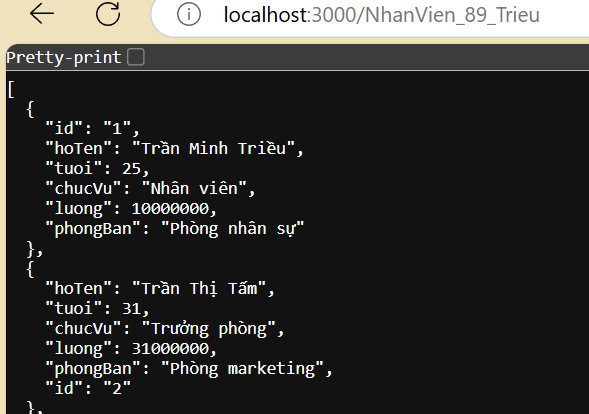 localhost:3000/NhanVien_89_Trieu
Pretty-print
[
  {
    "id": "1",
    "hoTen": "Trần Minh Triều",
    "tuoi": 25,
    "chucVu": "Nhân viên",
    "luong": 10000000,
    "phongBan": "Phòng nhân sự"
  },
  {
    "hoTen": "Trần Thị Tấm",
    "tuoi": 31,
    "chucVu": "Trưởng phòng",
    "luong": 31000000,
    "phongBan": "Phòng marketing",
    "id": "2"
  },